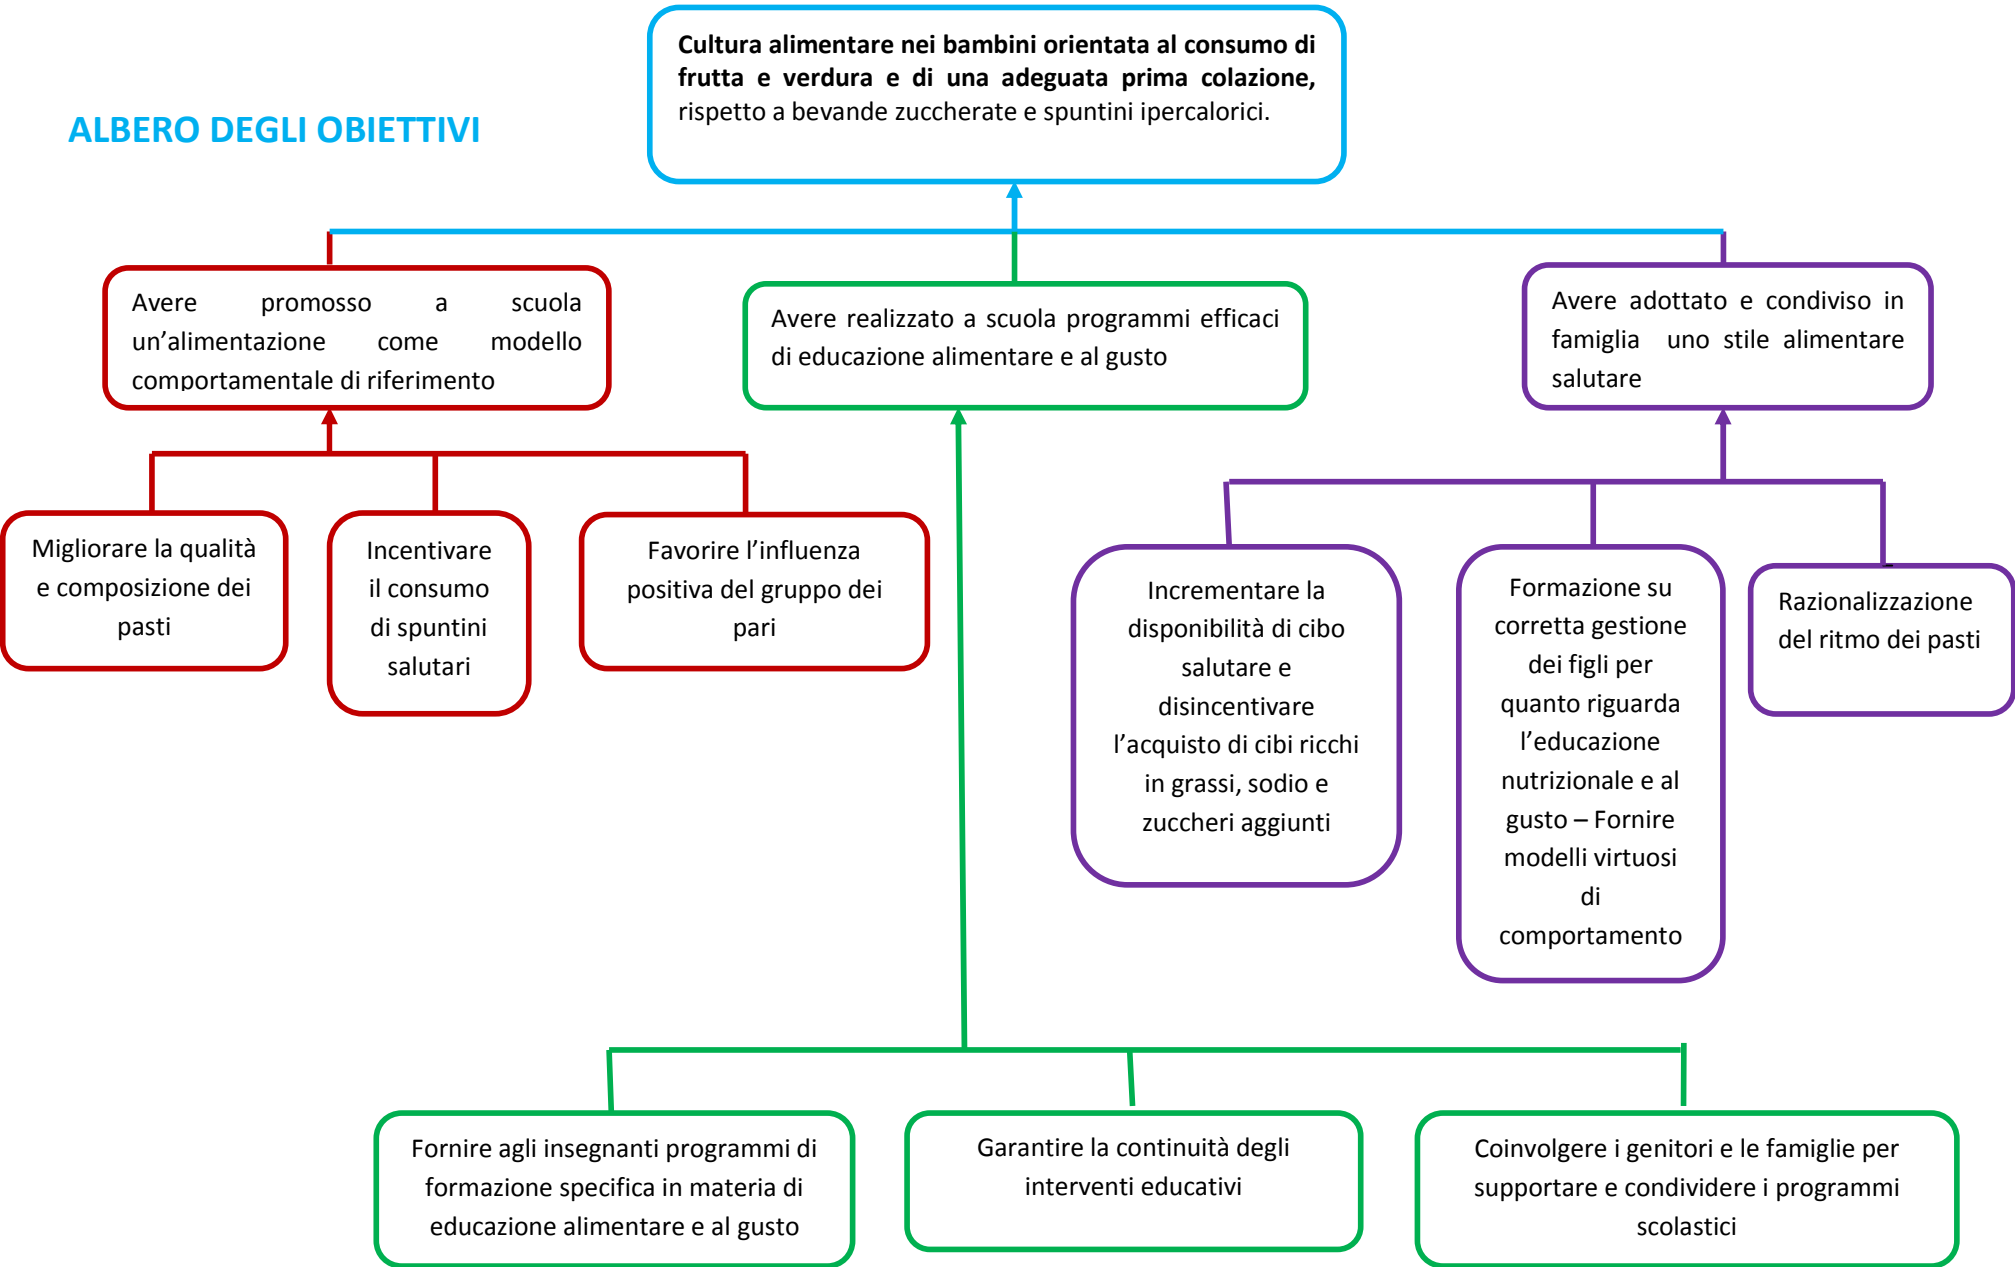 Cultura alimentare nei bambini orientata al consumo di
frutta e verdura e di una adeguata prima colazione,
rispetto a bevande zuccherate e spuntini ipercalorici.
ALBERO DEGLI OBIETTIVI
Avere promosso a scuola
un’alimentazione come modello
comportamentale di riferimento
Avere realizzato a scuola programmi efficaci
di educazione alimentare e al gusto
Avere adottato e condiviso in
famiglia uno stile alimentare
salutare
Migliorare la qualità
e composizione dei
pasti
Incentivare
il consumo
di spuntini
salutari
Favorire l’influenza
positiva del gruppo dei
pari
Incrementare la
disponibilità di cibo
salutare e
disincentivare
l’acquisto di cibi ricchi
in grassi, sodio e
zuccheri aggiunti
Formazione su
corretta gestione
dei figli per
quanto riguarda
l’educazione
nutrizionale e al
gusto – Fornire
modelli virtuosi
di
comportamento
Razionalizzazione
del ritmo dei pasti
Fornire agli insegnanti programmi di
formazione specifica in materia di
educazione alimentare e al gusto
Garantire la continuità degli
interventi educativi
Coinvolgere i genitori e le famiglie per
supportare e condividere i programmi
scolastici